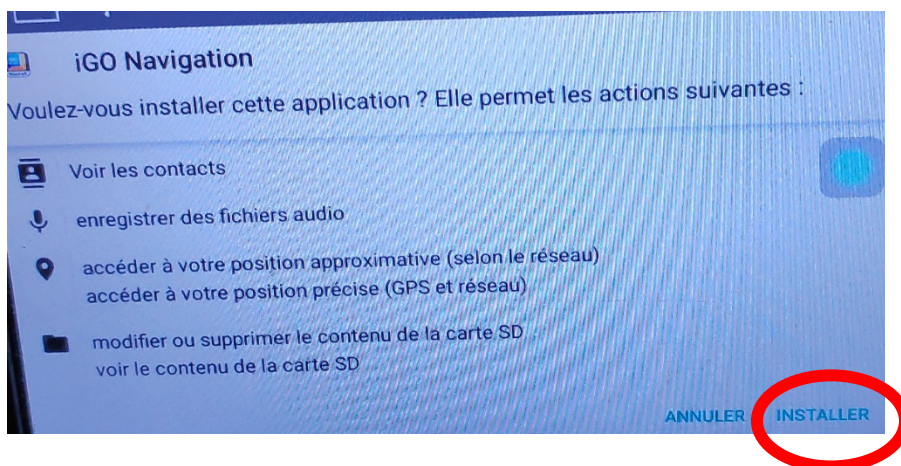 iGO Navigation
Voulez-vous installer cette application ? Elle permet les actions suivantes :
Voir les contacts
enregistrer des fichiers audio
accéder à votre position approximative (selon le réseau)
accéder à votre position précise (GPS et réseau)
modifier ou supprimer le contenu de la carte SD
voir le contenu de la carte SD
ANNULER INSTALLER